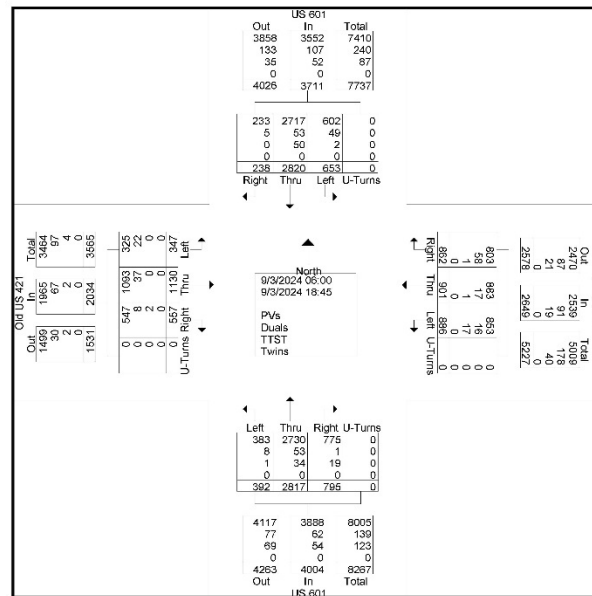 US 601
Out In Total
3858 3552 7410
133 107 240
35 52 87
0 0 0
4026 3711 7737
233 2717 602 0
5 53 49 0
0 50 2 0
0 0 0 0
238 2820 653 0
Right Thru Left U-Turns
Old US 421
Out In Total
1499 1965 3464
30 67 97
2 2 4
0 0 0
1531 2034 3565
0 547 1093 325
0 8 37 22
0 2 0 0
0 0 0 0
0 557 1130 347
U-Turns Right Thru Left
North
9/3/2024 06:00
9/3/2024 18:45
PVs
Duals
TTST
Twins
Out In Total
2470 2539 5009
87 91 178
21 19 40
0 0 0
2578 2649 5227
803 883 853 0
58 17 16 0
1 1 17 0
0 0 0 0
862 901 886 0
Right Thru Left U-Turns
Left Thru Right U-Turns
383 2730 775 0
8 53 1 0
1 34 19 0
0 0 0 0
392 2817 795 0
4117 3888 8005
77 62 139
69 54 123
0 0 0
4263 4004 8267
Out In Total
US 601